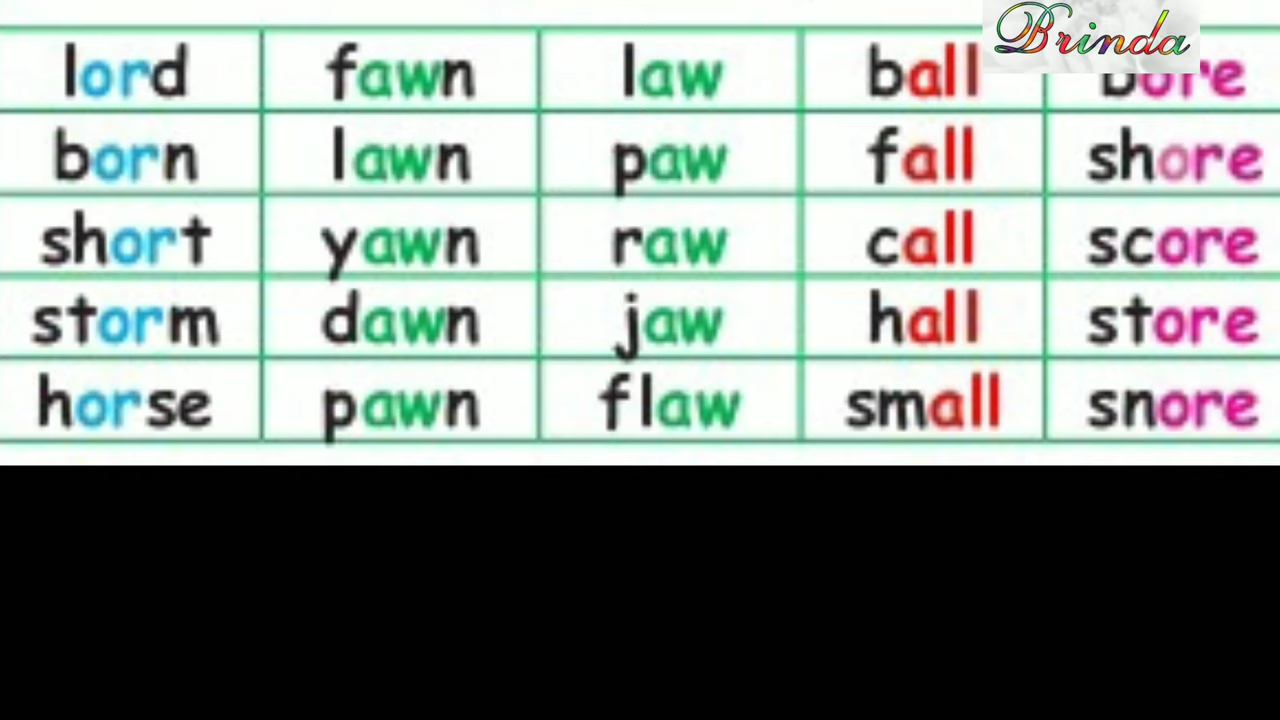 Brinda
lord fawn law ball bore
born lawn paw fall shore
short yawn raw call score
storm dawn jaw hall store
horse pawn flaw small snore